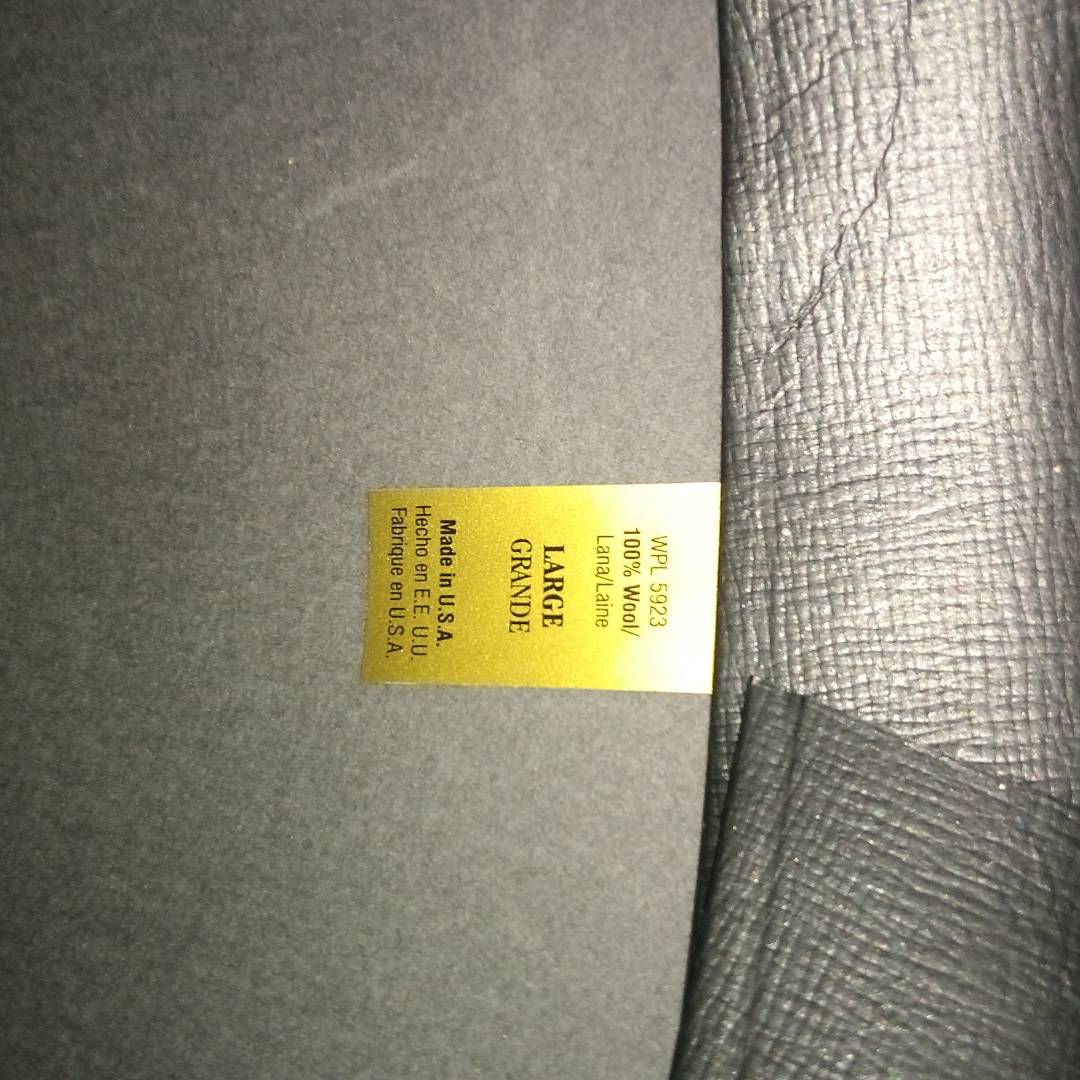 WPL 5923
100% Wool/
Lana/Laine
LARGE
GRANDE
Made in U.S.A.
Hecho en E.E. U.U.
Fabrique en U.S.A.